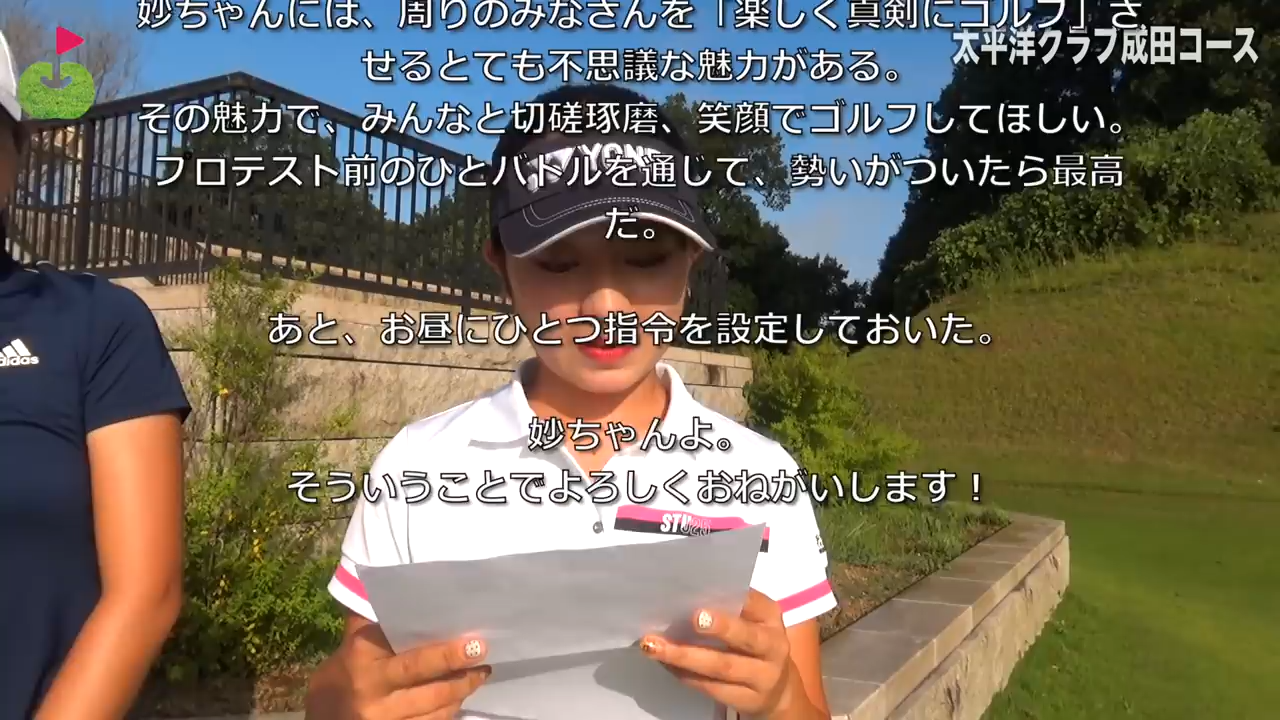 妙ちゃんには、周りのみなさんを「楽しく真剣にゴルフ」さ
太平洋クラブ成田コース
せるとても不思議な魅力がある。
その魅力で、みんなと切磋琢磨、笑顔でゴルフしてほしい。
プロテスト前のひとバトルを通じて、勢いがついたら最高
だ。
あと、お昼にひとつ指令を設定しておいた。
adidas
妙ちゃんよ。
そういうことでよろしくおねがいします！